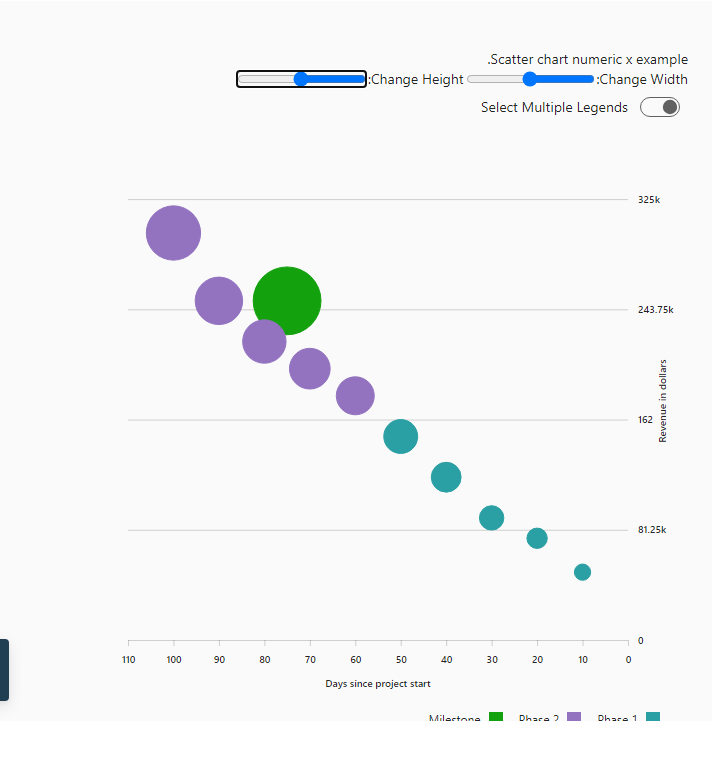 .Scatter chart numeric x example
:Change Width :Change Height
Select Multiple Legends
325k
243.75k
162
81.25k
0
Revenue in dollars
110 100 90 80 70 60 50 40 30 20 10 0
Days since project start
Milestone Phase 2 Phase 1